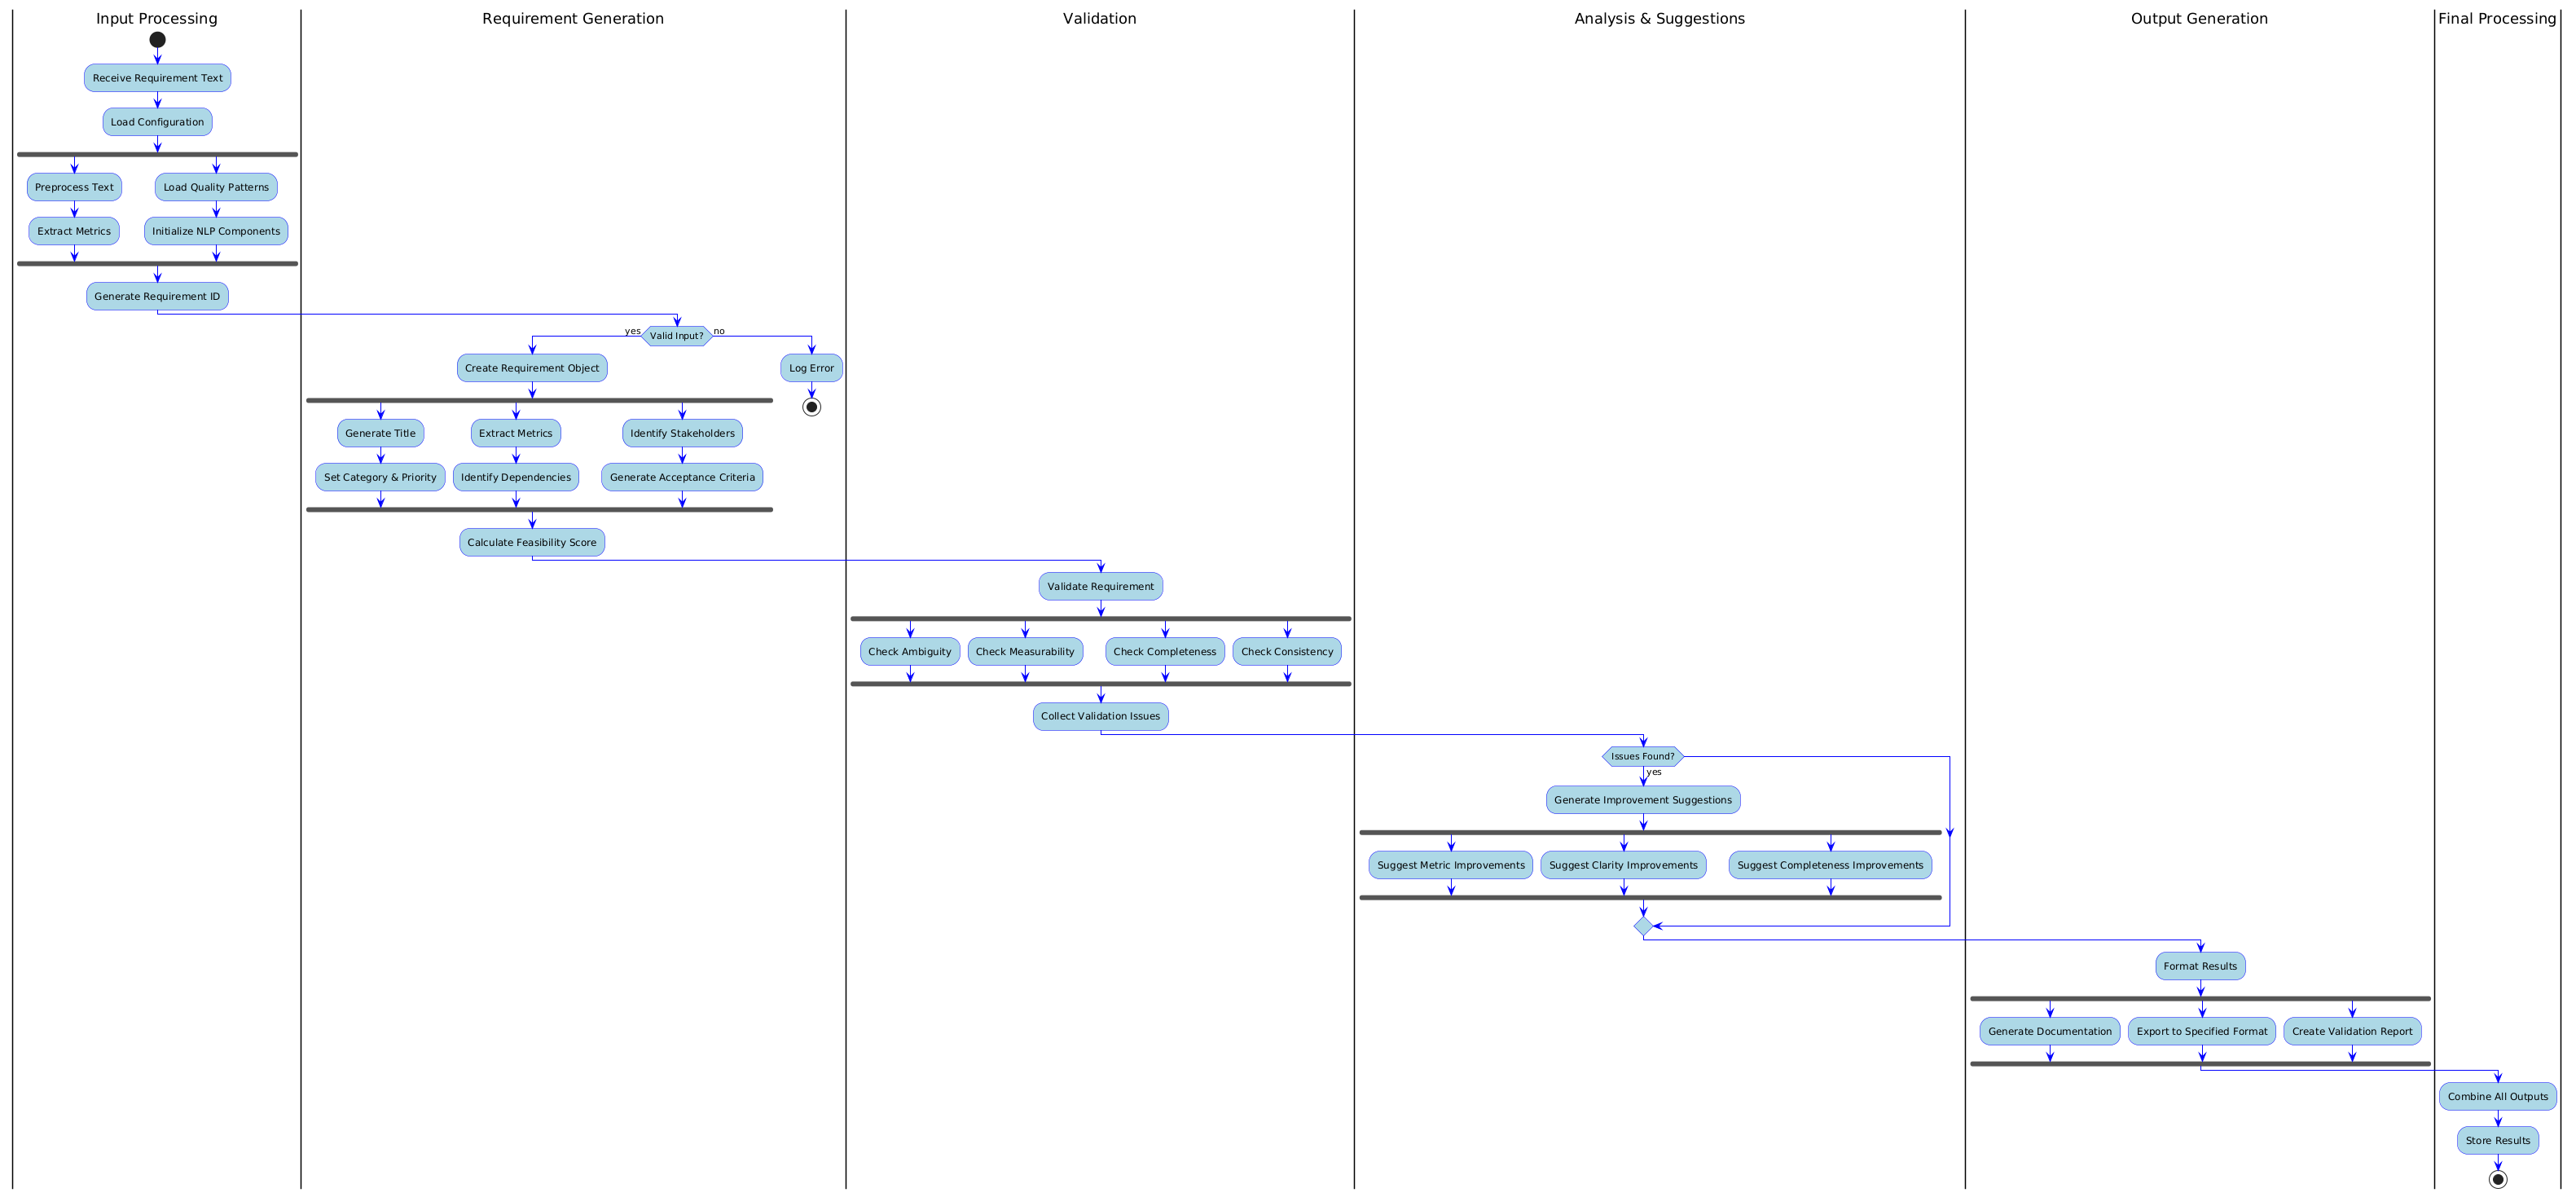 Input Processing
Requirement Generation
Validation
Analysis & Suggestions
Output Generation
Final Processing
Receive Requirement Text
Load Configuration
Preprocess Text
Load Quality Patterns
Extract Metrics
Initialize NLP Components
Generate Requirement ID
yes
Valid Input?
no
Create Requirement Object
Log Error
Generate Title
Extract Metrics
Identify Stakeholders
Set Category & Priority
Identify Dependencies
Generate Acceptance Criteria
Calculate Feasibility Score
Validate Requirement
Check Ambiguity
Check Measurability
Check Completeness
Check Consistency
Collect Validation Issues
Issues Found?
yes
Generate Improvement Suggestions
Suggest Metric Improvements
Suggest Clarity Improvements
Suggest Completeness Improvements
Format Results
Generate Documentation
Export to Specified Format
Create Validation Report
Combine All Outputs
Store Results